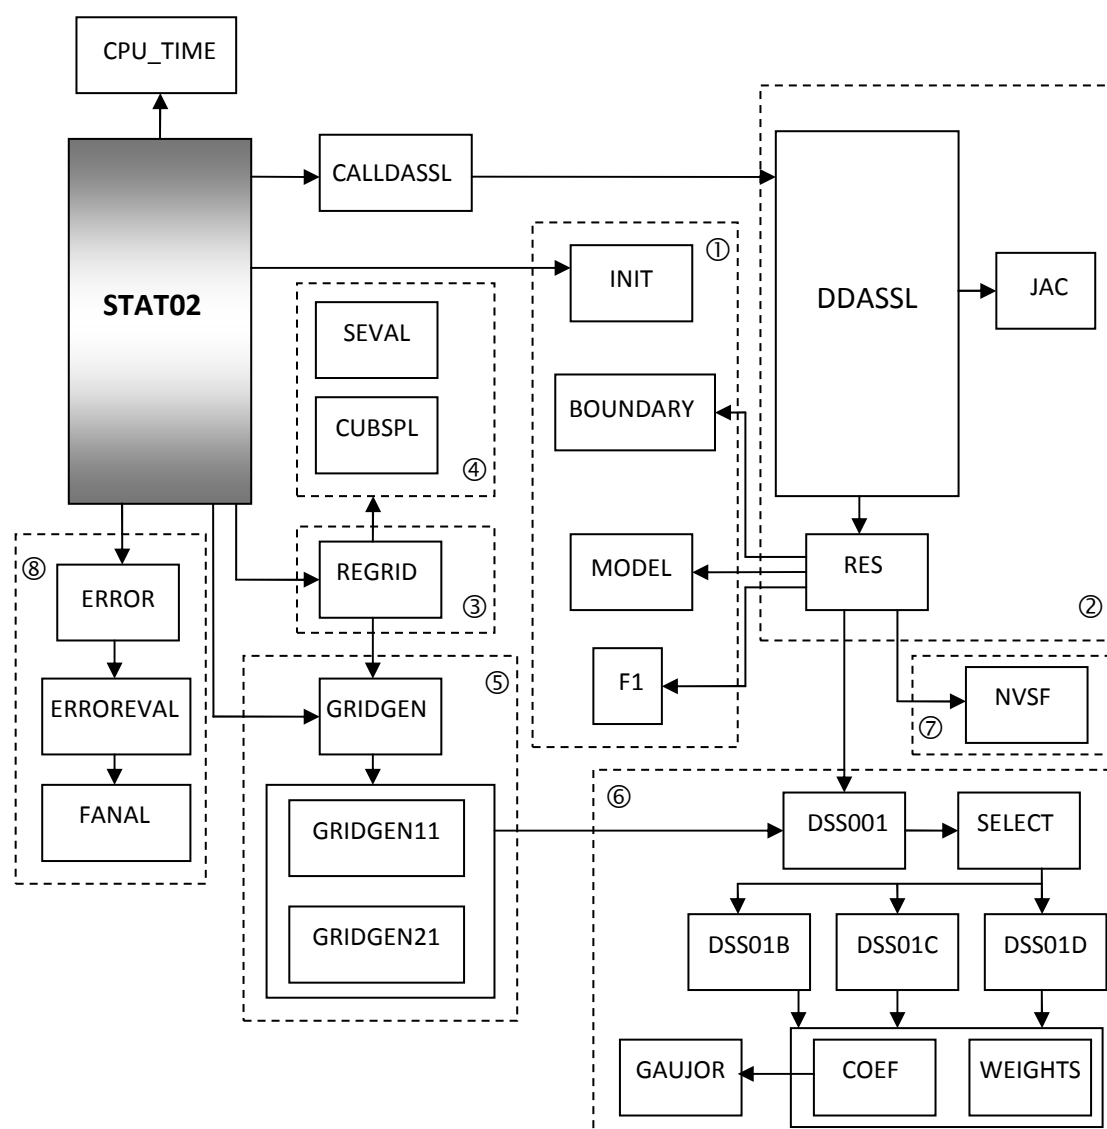 CPU_TIME
CALLDASSL
①
INIT
DDASSL
JAC
STAT02
SEVAL
BOUNDARY
CUBSPL
④
⑧
ERROR
REGRID
③
MODEL
RES
②
⑤
F1
ERROREVAL
GRIDGEN
NVSF
⑦
FANAL
GRIDGEN11
⑥
DSS001
SELECT
GRIDGEN21
DSS01B
DSS01C
DSS01D
GAUJOR
COEF
WEIGHTS